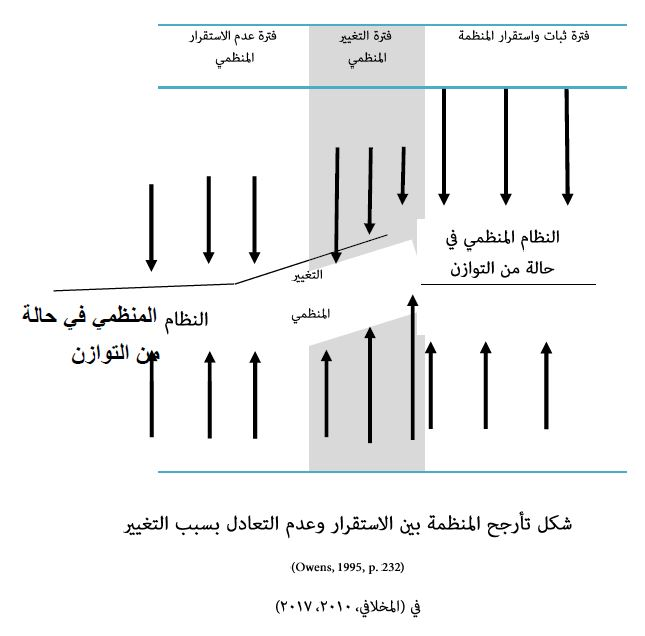 فترة ثبات واستقرار المنظمة
فترة التغيير
المنظمي
فترة عدم الاستقرار
المنظمي
النظام المنظمي في
حالة من التوازن
التغيير
المنظمي
النظام المنظمي في حالة
من التوازن
شكل تأرجح المنظمة بين الاستقرار وعدم التعادل بسبب التغيير
(Owens, 1995, p. 232)
في (المخلافي، ٢٠١٠، ٢٠١٧)